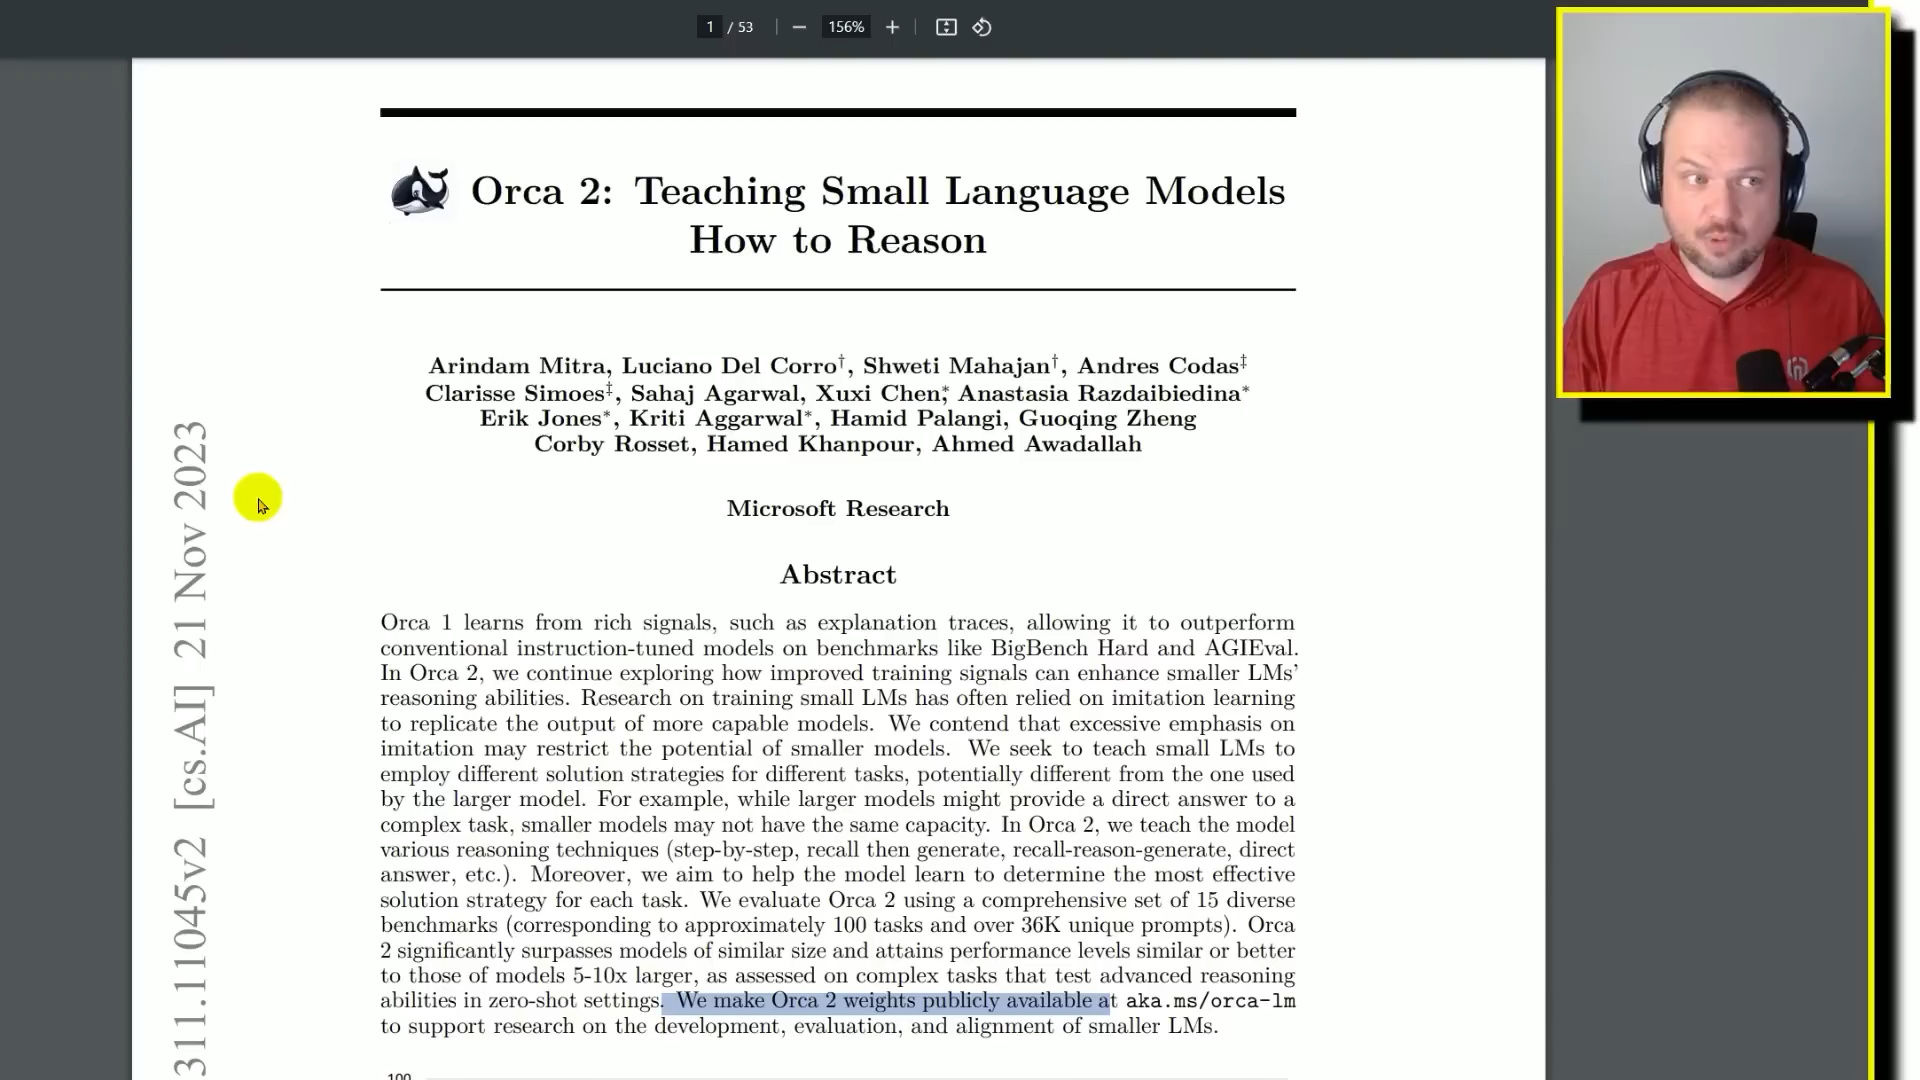 1 / 53
156%
Orca 2: Teaching Small Language Models
How to Reason
Arindam Mitra, Luciano Del Corro†, Shweti Mahajan†, Andres Codas‡
Clarisse Simoes‡, Sahaj Agarwal, Xuxi Chen*, Anastasia Razdaibiedina*
Erik Jones*, Kriti Aggarwal*, Hamid Palangi, Guoqing Zheng
Corby Rosset, Hamed Khanpour, Ahmed Awadallah
Microsoft Research
Abstract
Orca 1 learns from rich signals, such as explanation traces, allowing it to outperform
conventional instruction-tuned models on benchmarks like BigBench Hard and AGIEval.
In Orca 2, we continue exploring how improved training signals can enhance smaller LMs’
reasoning abilities. Research on training small LMs has often relied on imitation learning
to replicate the output of more capable models. We contend that excessive emphasis on
imitation may restrict the potential of smaller models. We seek to teach small LMs to
employ different solution strategies for different tasks, potentially different from the one used
by the larger model. For example, while larger models might provide a direct answer to a
complex task, smaller models may not have the same capacity. In Orca 2, we teach the model
various reasoning techniques (step-by-step, recall then generate, recall-reason-generate, direct
answer, etc.). Moreover, we aim to help the model learn to determine the most effective
solution strategy for each task. We evaluate Orca 2 using a comprehensive set of 15 diverse
benchmarks (corresponding to approximately 100 tasks and over 36K unique prompts). Orca
2 significantly surpasses models of similar size and attains performance levels similar or better
to those of models 5-10x larger, as assessed on complex tasks that test advanced reasoning
abilities in zero-shot settings. We make Orca 2 weights publicly available at aka.ms/orca-lm
to support research on the development, evaluation, and alignment of smaller LMs.
100
311.11045v2 [cs.AI] 21 Nov 2023